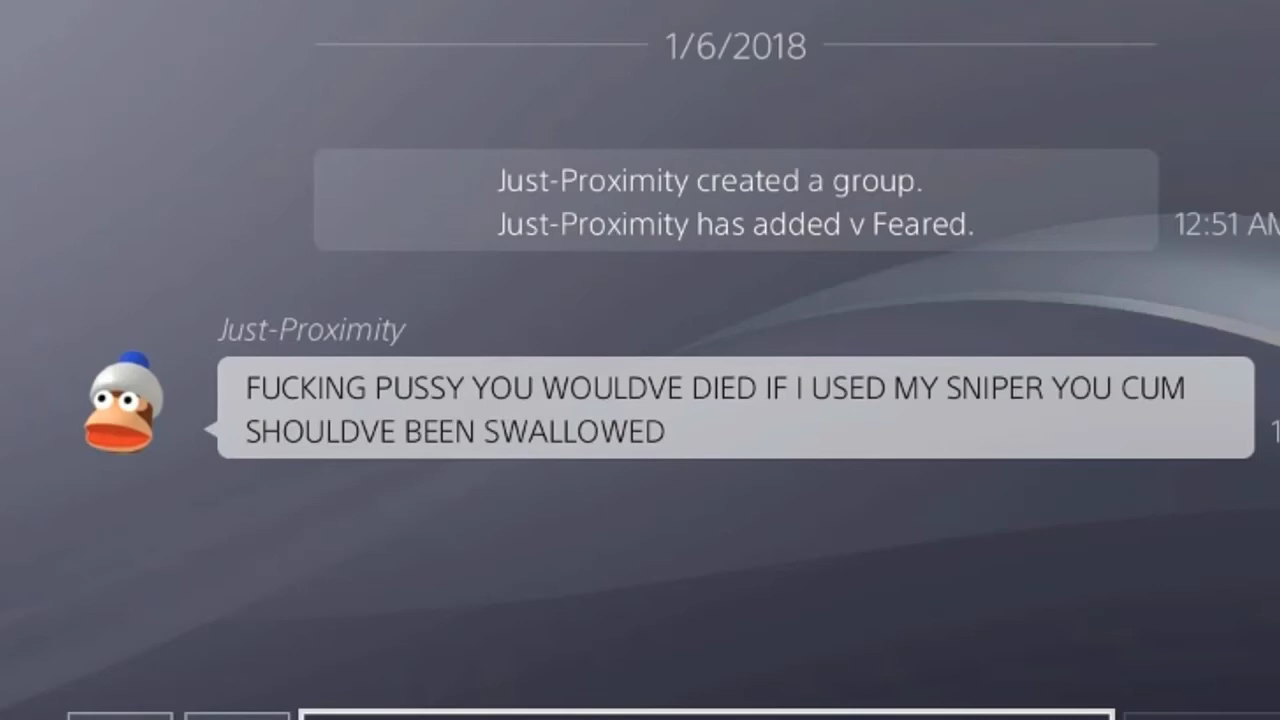 1/6/2018
Just-Proximity created a group.
Just-Proximity has added v Feared.
12:51 AM
Just-Proximity
FUCKING PUSSY YOU WOULDVE DIED IF I USED MY SNIPER YOU CUM
SHOULDVE BEEN SWALLOWED